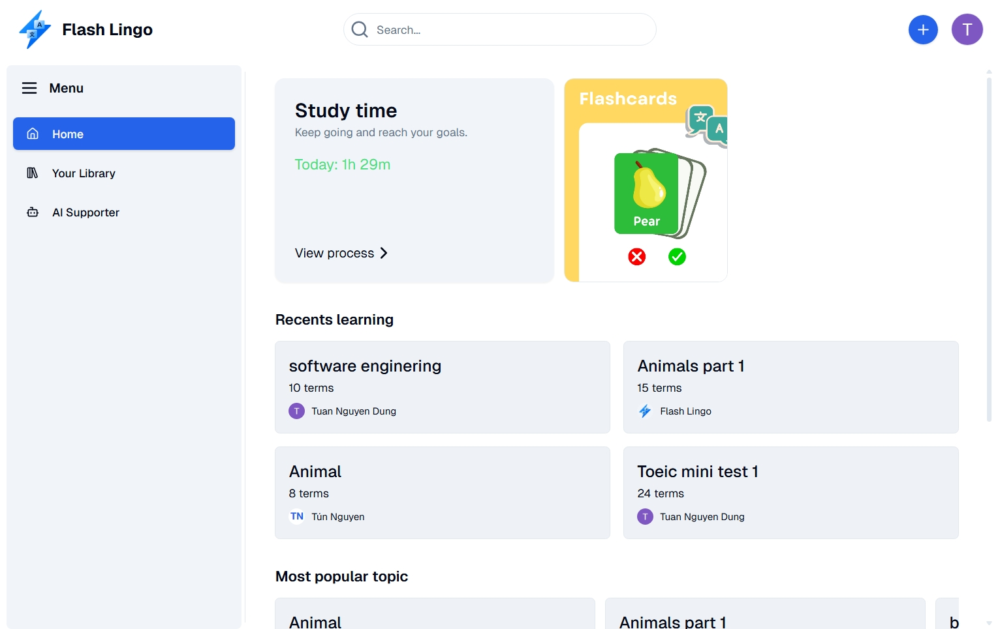 A
文
Flash Lingo
Search...
T
Menu
Home
Your Library
AI Supporter
Study time
Keep going and reach your goals.
Today: 1h 29m
View process
Flashcards
文
A
Pear
Recents learning
software enginering
10 terms
T Tuan Nguyen Dung
Animals part 1
15 terms
Flash Lingo
Animal
8 terms
TN Tún Nguyen
Toeic mini test 1
24 terms
T Tuan Nguyen Dung
Most popular topic
Animal
Animals part 1
b